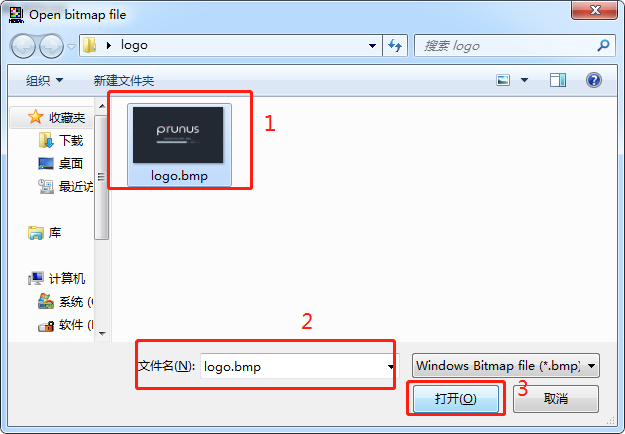 Open bitmap file
logo
搜索 logo
组织
新建文件夹
收藏夹
下载
桌面
最近访
库
计算机
系统 (
软件 (
prunus
logo.bmp
1
2
文件名(N):
logo.bmp
Windows Bitmap file (*.bmp)
打开(O)
3
取消